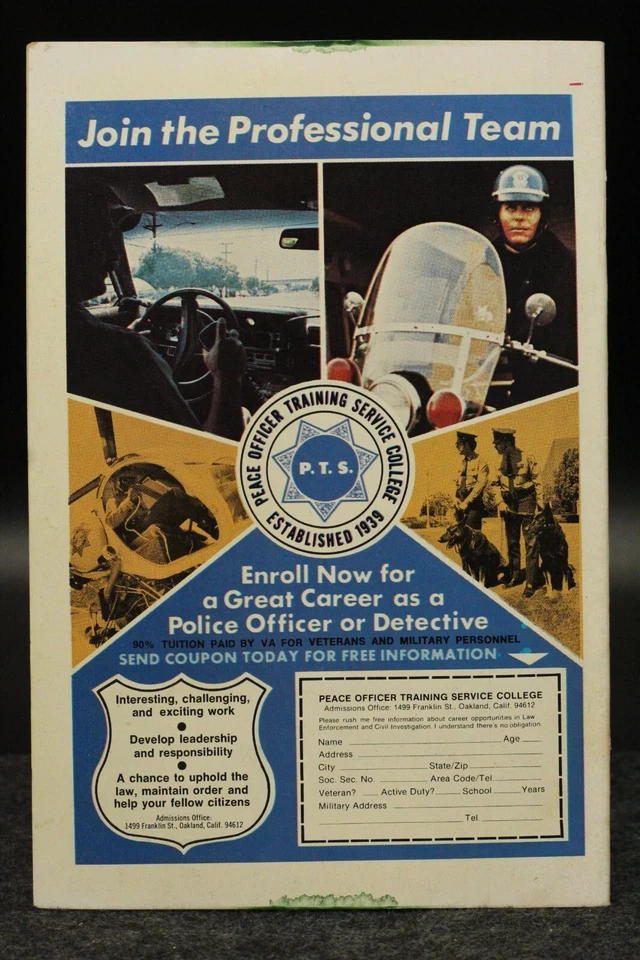 Join the Professional Team
PEACE OFFICER TRAINING SERVICE COLLEGE
P.T.S.
ESTABLISHED 1939
Enroll Now for
a Great Career as a
Police Officer or Detective
90% TUITION PAID BY VA FOR VETERANS AND MILITARY PERSONNEL
SEND COUPON TODAY FOR FREE INFORMATION
Interesting, challenging,
and exciting work
●
Develop leadership
and responsibility
●
A chance to uphold the
law, maintain order and
help your fellow citizens
Admissions Office:
1499 Franklin St., Oakland, Calif. 94612
PEACE OFFICER TRAINING SERVICE COLLEGE
Admissions Office: 1499 Franklin St., Oakland, Calif. 94612
Please rush me free information about career opportunities in Law
Enforcement and Civil Investigation. I understand there's no obligation.
Name Age
Address
City State/Zip
Soc. Sec. No. Area Code/Tel.
Veteran? Active Duty? School Years
Military Address
Tel.